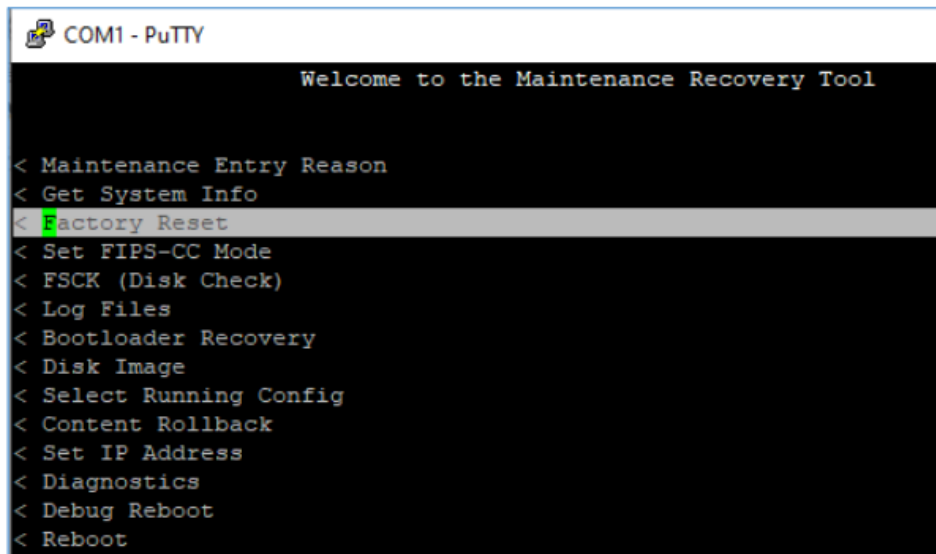 COM1 - PuTTY
Welcome to the Maintenance Recovery Tool
< Maintenance Entry Reason
< Get System Info
< Factory Reset
< Set FIPS-CC Mode
< FSCK (Disk Check)
< Log Files
< Bootloader Recovery
< Disk Image
< Select Running Config
< Content Rollback
< Set IP Address
< Diagnostics
< Debug Reboot
< Reboot